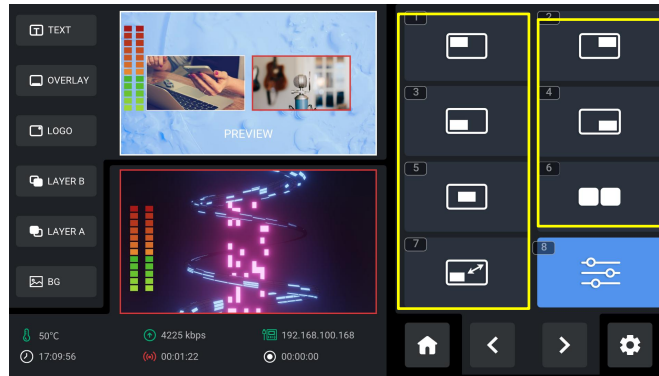 TEXT
OVERLAY
LOGO
LAYER B
LAYER A
BG
PREVIEW
1
2
3
4
5
6
7
8
50°C
4225 kbps
192.168.100.168
17:09:56
00:01:22
00:00:00